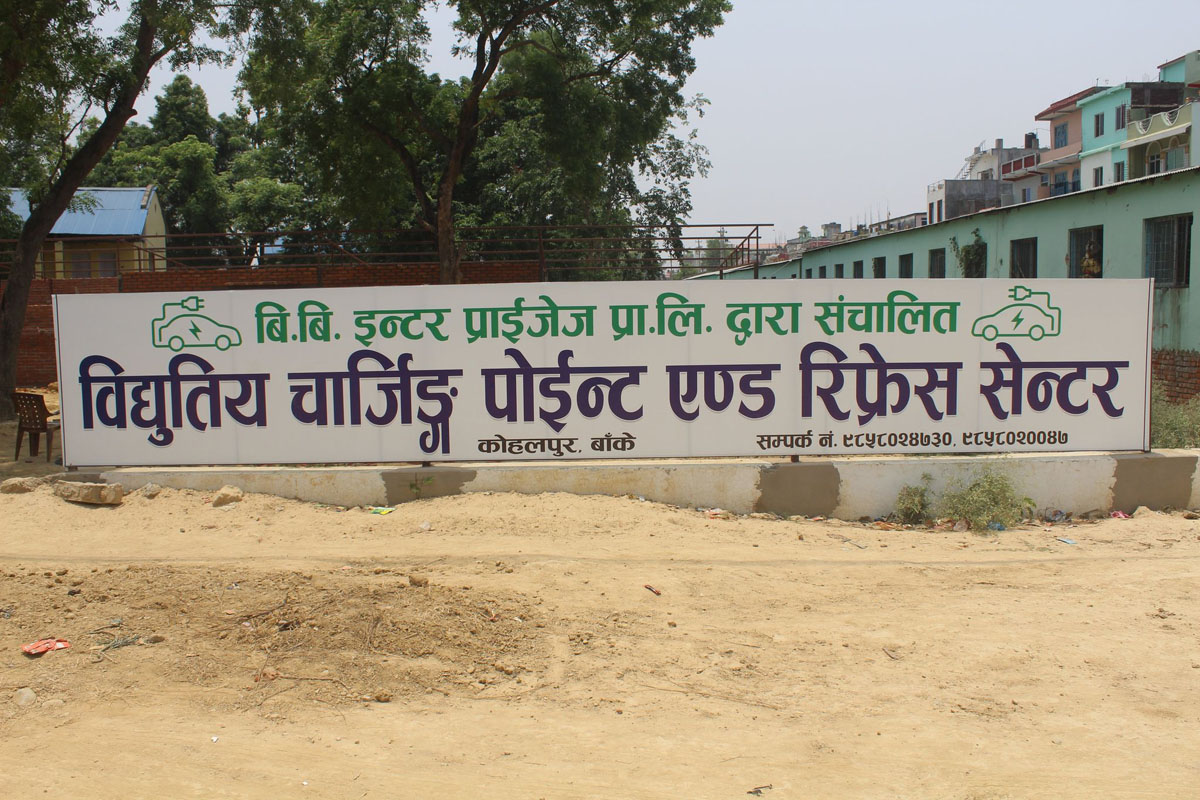 बि.बि. इन्टर प्राईजेज प्रा.लि. द्वारा संचालित
विद्युतिय चार्जिङ्ग पोईन्ट एण्ड रिफ्रेस सेन्टर
कोहलपुर, बाँके सम्पर्क नं. ९८५८०२४७३०, ९८५८०२००४७